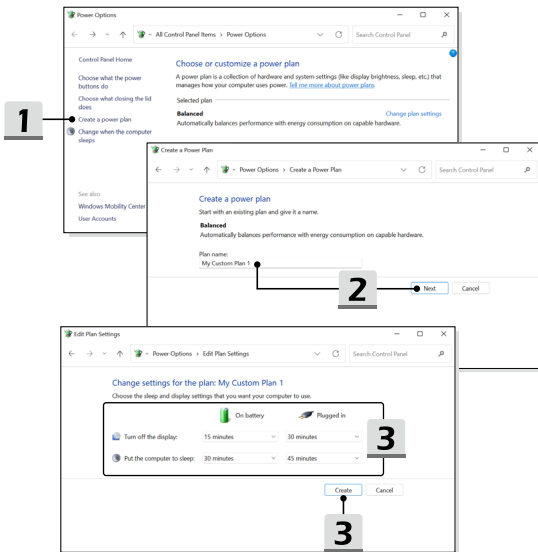 Power Options
All Control Panel Items › Power Options
Search Control Panel
Control Panel Home
Choose what the power
buttons do
Choose what closing the lid
does
1
Create a power plan
Change when the computer
sleeps
See also
Windows Mobility Center
User Accounts
Choose or customize a power plan
A power plan is a collection of hardware and system settings (like display brightness, sleep, etc.) that
manages how your computer uses power. Tell me more about power plans.
Selected plan
Balanced Change plan settings
Automatically balances performance with energy consumption on capable hardware.
Create a Power Plan
Power Options › Create a Power Plan
Search Control Panel
Create a power plan
Start with an existing plan and give it a name.
Balanced
Automatically balances performance with energy consumption on capable hardware.
Plan name:
My Custom Plan 1
2
Next Cancel
Edit Plan Settings
Power Options › Edit Plan Settings
Search Control Panel
Change settings for the plan: My Custom Plan 1
Choose the sleep and display settings that you want your computer to use.
On battery Plugged in
Turn off the display: 15 minutes 30 minutes
3
Put the computer to sleep: 30 minutes 45 minutes
Create Cancel
3